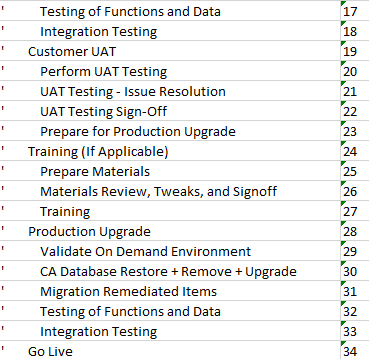 ' Testing of Functions and Data 17
' Integration Testing 18
' Customer UAT 19
' Perform UAT Testing 20
' UAT Testing - Issue Resolution 21
' UAT Testing Sign-Off 22
' Prepare for Production Upgrade 23
' Training (If Applicable) 24
' Prepare Materials 25
' Materials Review, Tweaks, and Signoff 26
' Training 27
' Production Upgrade 28
' Validate On Demand Environment 29
' CA Database Restore + Remove + Upgrade 30
' Migration Remediated Items 31
' Testing of Functions and Data 32
' Integration Testing 33
' Go Live 34